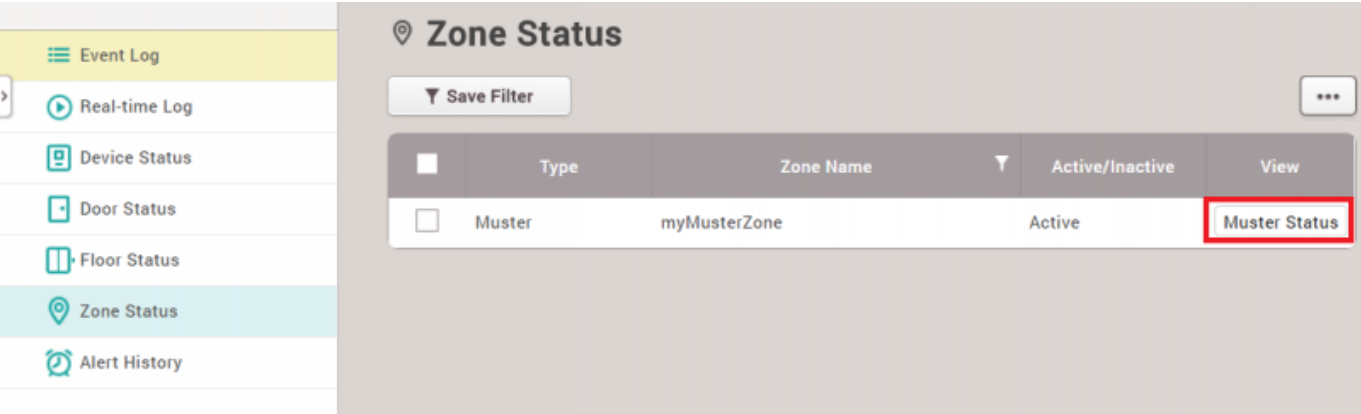 Event Log
Real-time Log
Device Status
Door Status
Floor Status
Zone Status
Alert History
Zone Status
Save Filter
Type Zone Name Active/Inactive View
Muster myMusterZone Active Muster Status